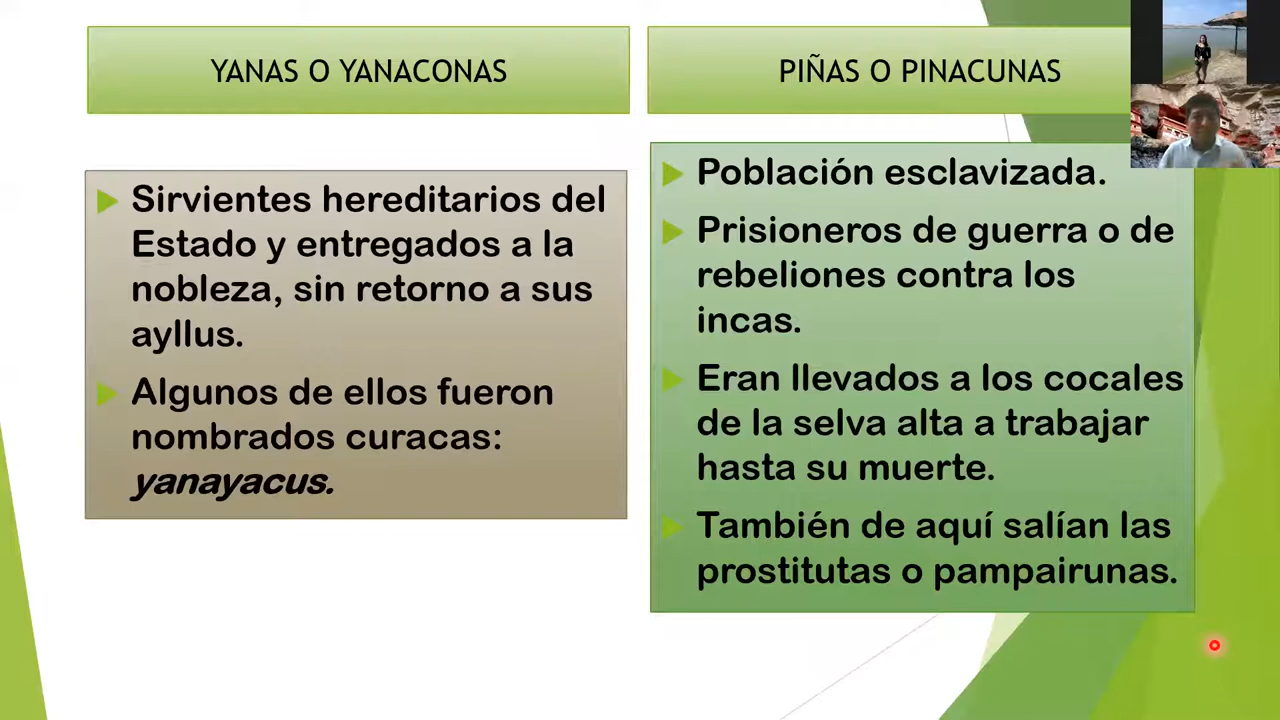 YANAS O YANACONAS
Sirvientes hereditarios del
Estado y entregados a la
nobleza, sin retorno a sus
ayllus.
Algunos de ellos fueron
nombrados curacas:
yanayacus.
PIÑAS O PINACUNAS
Población esclavizada.
Prisioneros de guerra o de
rebeliones contra los
incas.
Eran llevados a los cocales
de la selva alta a trabajar
hasta su muerte.
También de aquí salían las
prostitutas o pampairunas.